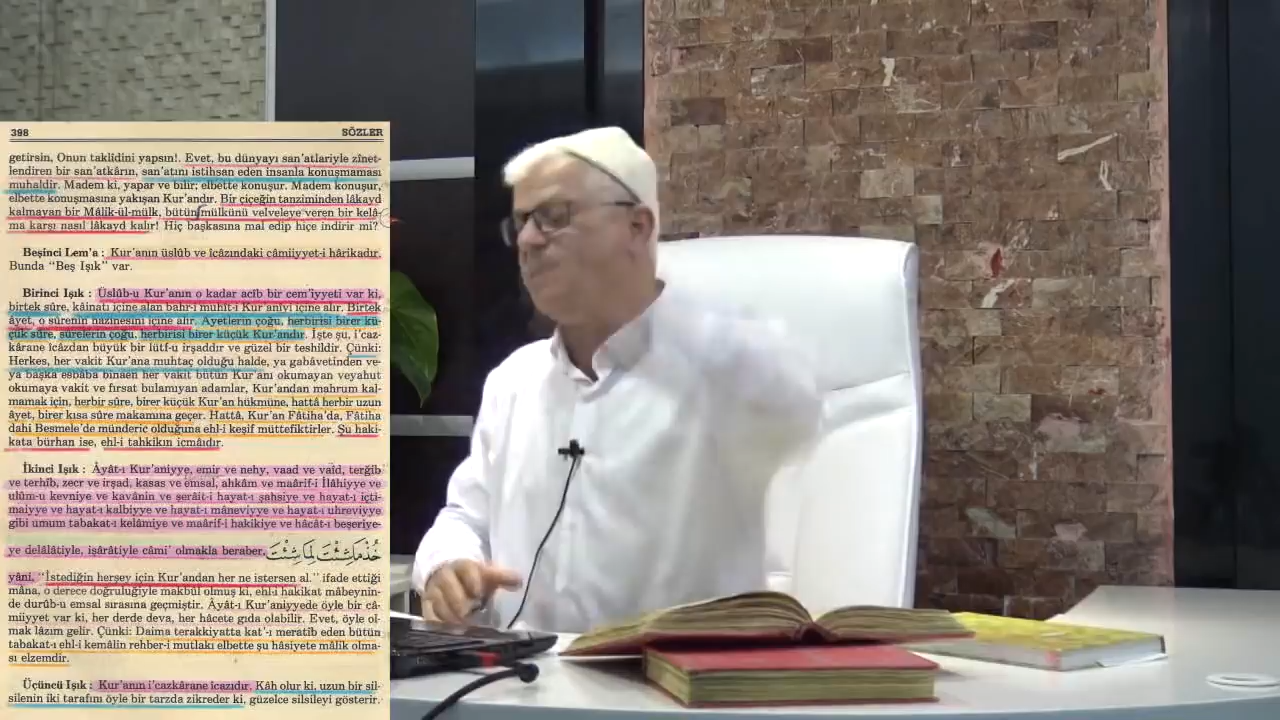 398 SÖZLER
getirsin, Onun taklidini yapsın!. Evet, bu dünyayı san'atlariyle zînet-
lendiren bir san'atkârın, san'atını istihsan eden insanla konuşmaması
muhaldir. Madem ki, yapar ve bilir; elbette konuşur. Madem konuşur,
elbette konuşmasına yakışan Kur'andır. Bir çiçeğin tanziminden lâkayd
kalmayan bir Mâlik-ül-mülk, bütün mülkünü velveleye veren bir kelâ-
ma karşı nasıl lâkayd kalır! Hiç başkasına mal edip hiçe indirir mi?
Beşinci Lem'a : Kur'anın üslûb ve îcâzındaki câmiiyyet-i hârikadır.
Bunda "Beş Işık" var.
Birinci Işık : Üslûb-u Kur'anın o kadar acîb bir cem'iyyeti var ki,
birtek sûre, kâinatı içine alan bahr-i muhit-i Kur'anîyi içine alır. Birtek
âyet, o sûrenin hazinesini içine alır. Âyetlerin çoğu, herbirisi birer kü-
çük sûre, sûrelerin çoğu, herbirisi birer küçük Kur'andır. İşte şu, i'caz-
kârane îcazdan büyük bir lûtf-u irşaddır ve güzel bir teshildir. Çünki:
Herkes, her vakit Kur'ana muhtaç olduğu halde, ya gabâvetinden ve-
ya başka esbâba binaen her vakit bütün Kur'anı okumayan veyahut
okumaya vakit ve fırsat bulamıyan adamlar, Kur'andan mahrum kal-
mamak için, herbir sûre, birer küçük Kur'an hükmüne, hattâ herbir uzun
âyet, birer kısa sûre makamına geçer. Hattâ, Kur'an Fâtiha'da, Fâtiha
dahi Besmele'de münderic olduğuna ehl-i keşif müttefiktirler. Şu haki-
kata bürhan ise, ehl-i tahkikin icmâıdır.
İkinci Işık : Âyât-ı Kur'aniyye, emir ve nehy, vaad ve vaîd, terğîb
ve terhîb, zecr ve irşad, kasas ve emsal, ahkâm ve maârif-i İlâhiyye ve
ulûm-u kevniye ve kavânin ve şerâit-i hayat-ı şahsiye ve hayat-ı içti-
maiyye ve hayat-ı kalbiyye ve hayat-ı mâneviyye ve hayat-ı uhreviyye
gibi umum tabakat-ı kelâmiye ve maârif-i hakikiye ve hâcât-ı beşeriye-
ye delâlâtiyle, işârâtiyle câmi' olmakla beraber, خُذْ مَا شِئْتَ لِمَا شِئْتَ
yâni, "İstediğin herşey için Kur'andan her ne istersen al." ifade ettiği
mâna, o derece doğruluğiyle makbûl olmuş ki, ehl-i hakikat mâbeynin-
de durûb-u emsal sırasına geçmiştir. Âyât-ı Kur'aniyyede öyle bir câ-
miiyyet var ki, her derde deva, her hâcete gıda olabilir. Evet, öyle ol-
mak lâzım gelir. Çünki: Daima terakkiyatta kat'-ı meratib eden bütün
tabakat-ı ehl-i kemâlin rehber-i mutlakı elbette şu hâsiyete mâlik olma-
sı elzemdir.
Üçüncü Işık : Kur'anın i'cazkârane îcazıdır. Kâh olur ki, uzun bir sil-
silenin iki tarafını öyle bir tarzda zikreder ki, güzelce silsileyi gösterir.